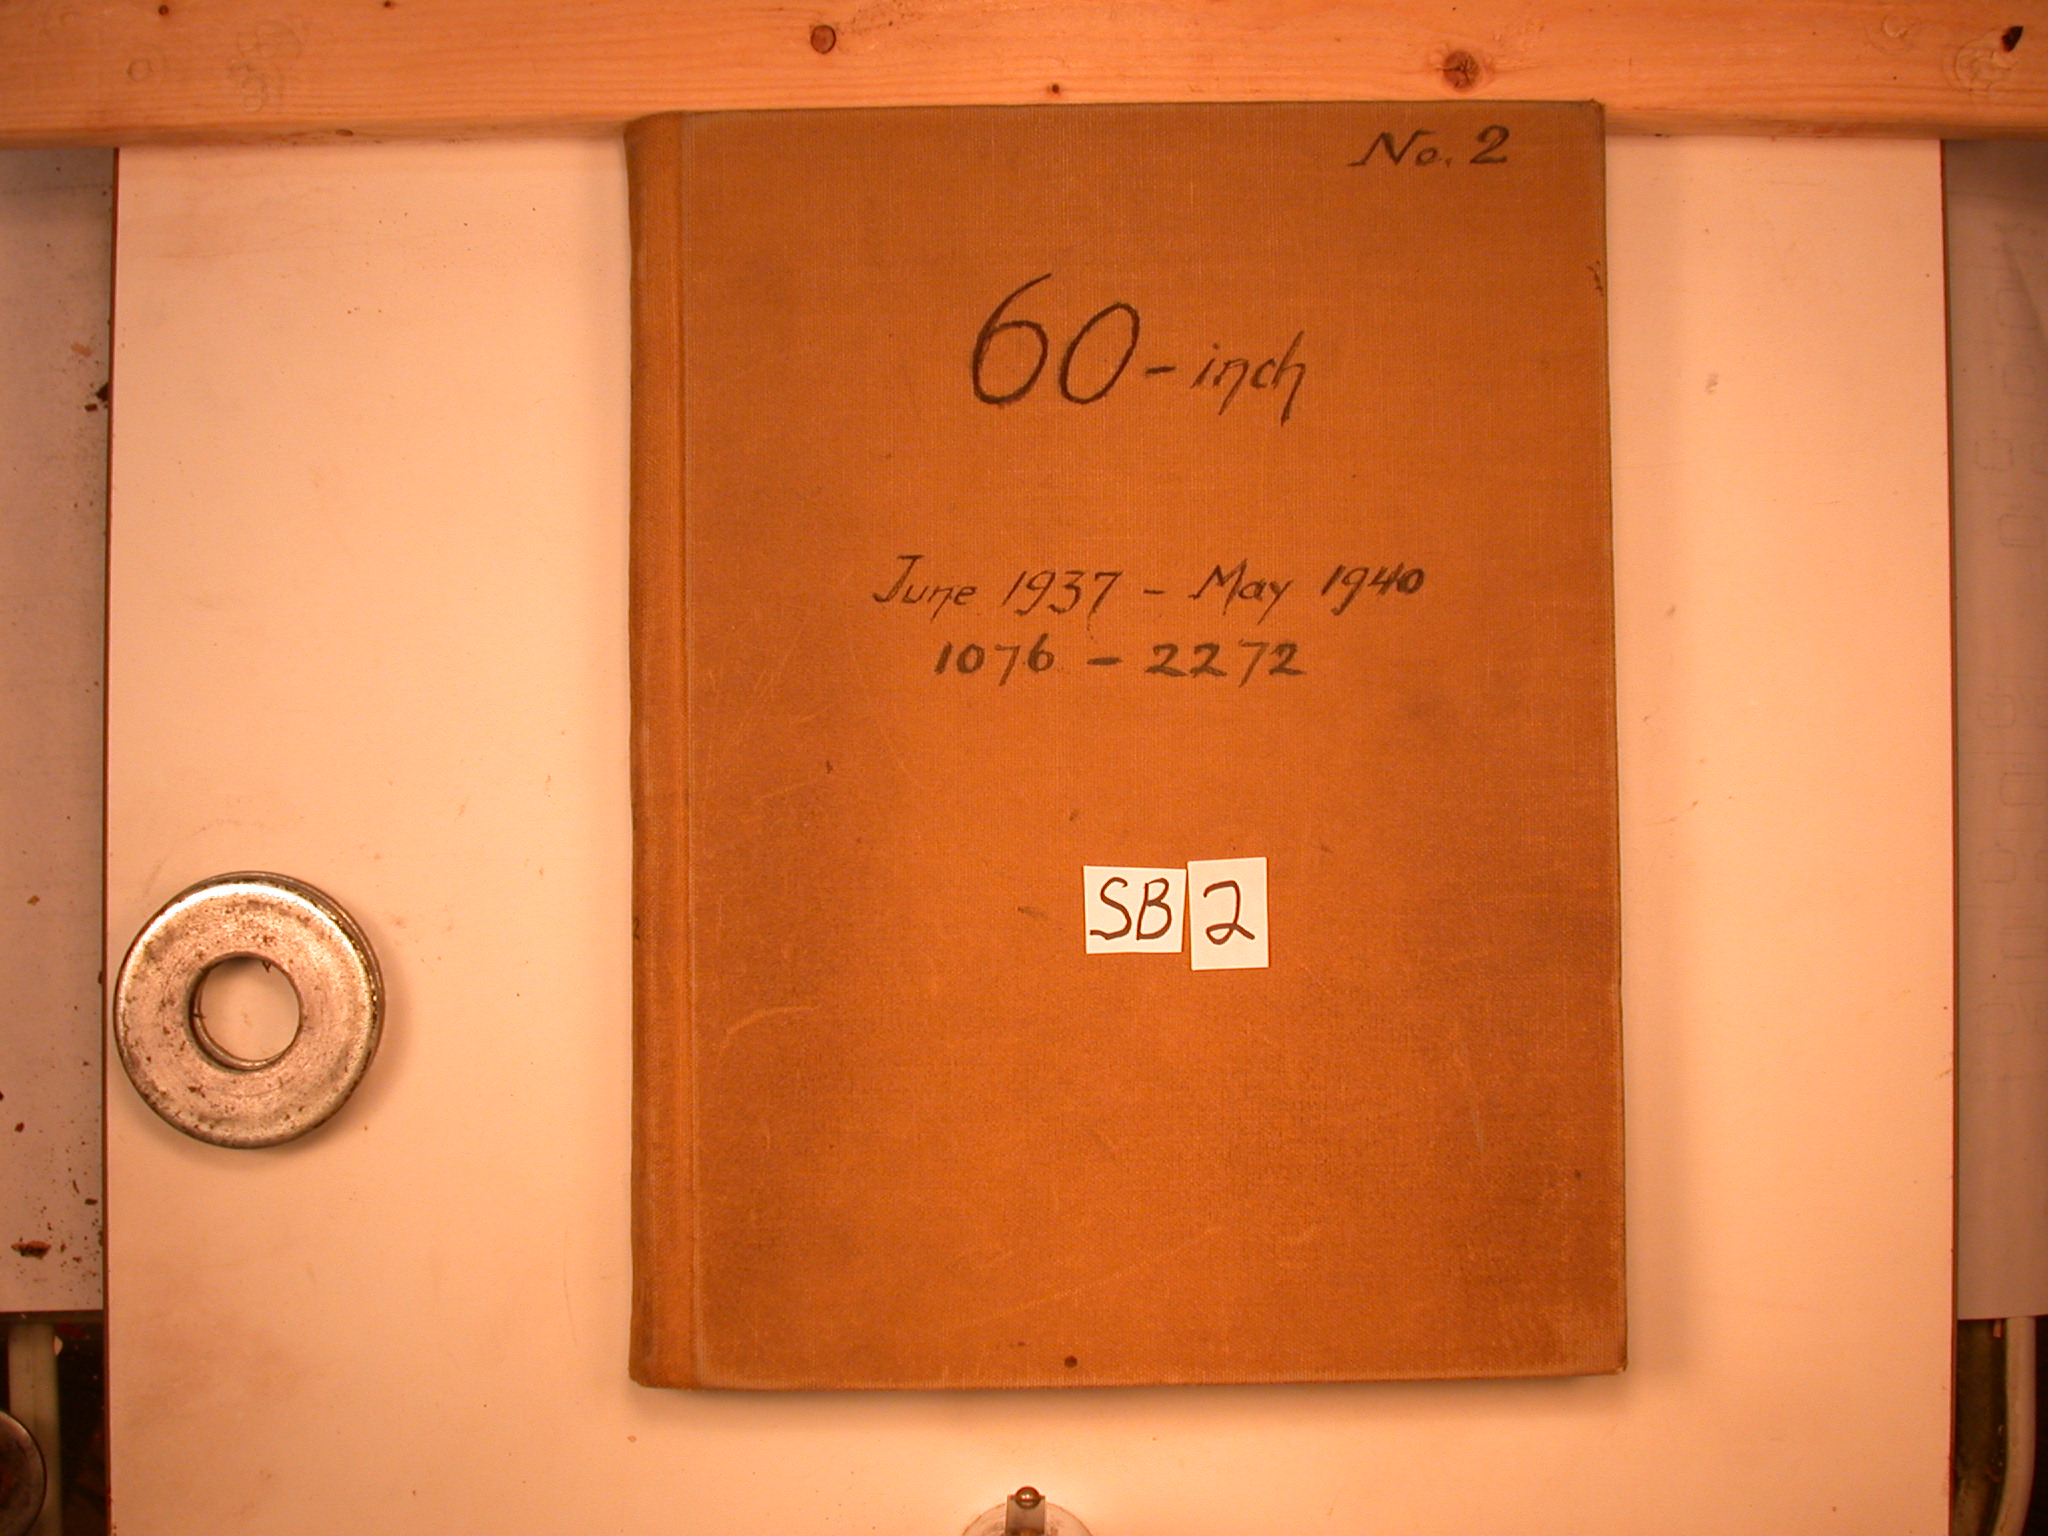 No. 2
60-inch
June 1937 - May 1940
1076 - 2272
SB 2